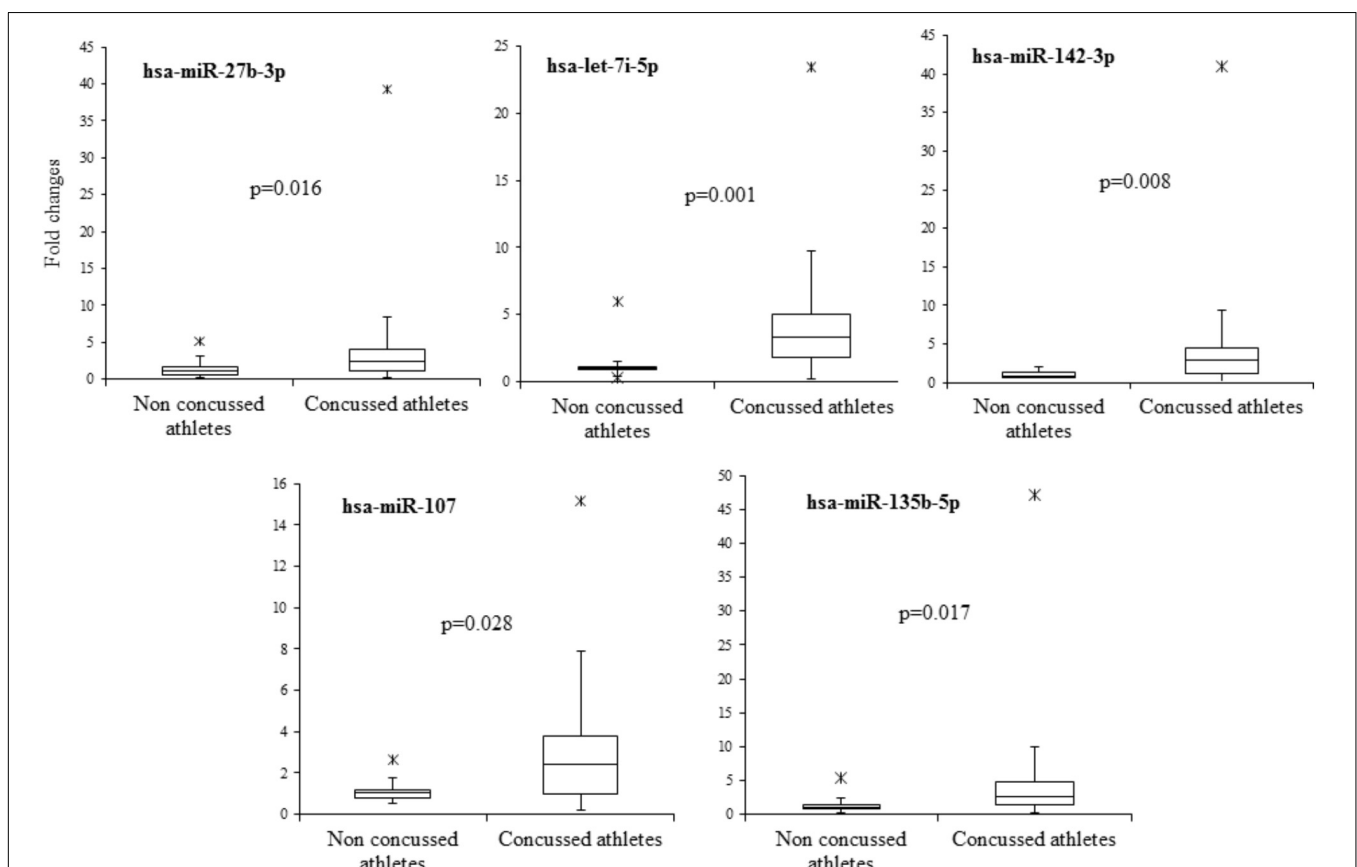 hsa-miR-27b-3p
45
40
35
30
25
20
15
10
5
0
Fold changes
p=0.016
Non concussed
athletes
Concussed athletes
hsa-let-7i-5p
25
20
15
10
5
0
p=0.001
Non concussed
athletes
Concussed athletes
hsa-miR-142-3p
45
40
35
30
25
20
15
10
5
0
p=0.008
Non concussed
athletes
Concussed athletes
hsa-miR-107
16
14
12
10
8
6
4
2
0
p=0.028
Non concussed
athletes
Concussed athletes
hsa-miR-135b-5p
50
45
40
35
30
25
20
15
10
5
0
p=0.017
Non concussed
athletes
Concussed athletes